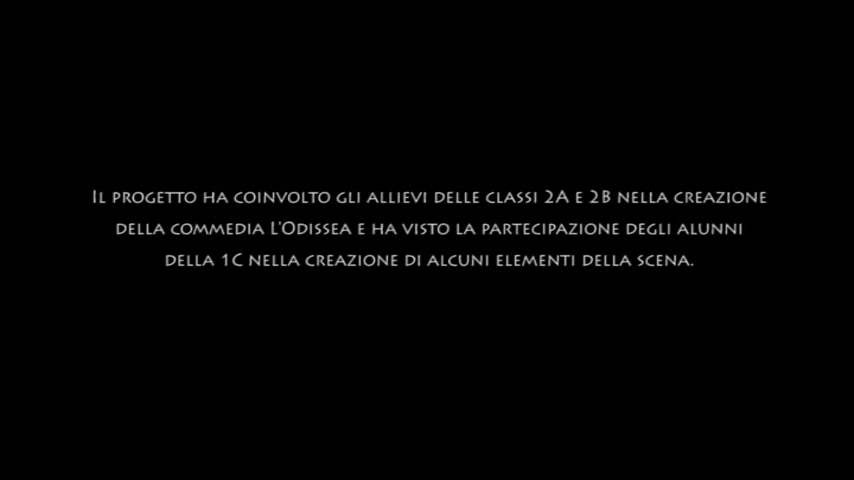 Il progetto ha coinvolto gli allievi delle classi 2A e 2B nella creazione
della commedia L'Odissea e ha visto la partecipazione degli alunni
della 1C nella creazione di alcuni elementi della scena.